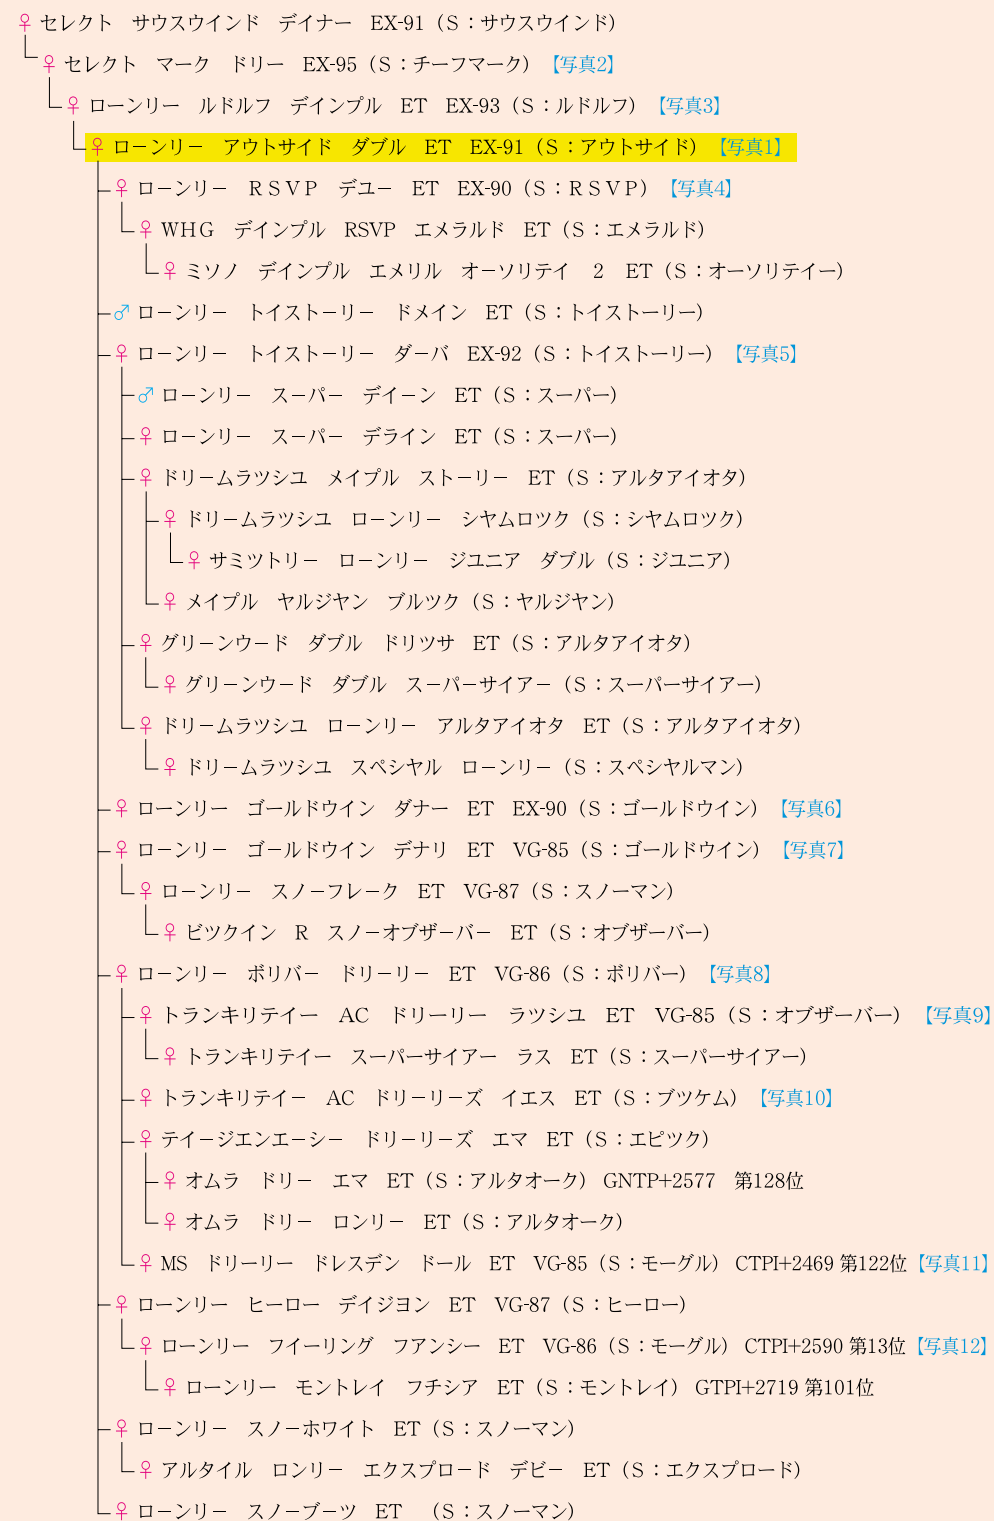 ♀セレクト　サウスウインド　デイナー　EX-91（S：サウスウインド）
♀セレクト　マーク　ドリー　EX-95（S：チーフマーク）【写真2】
♀ローンリー　ルドルフ　デインプル　ET　EX-93（S：ルドルフ）【写真3】
♀ローンリー　アウトサイド　ダブル　ET　EX-91（S：アウトサイド）【写真1】
♀ローンリー　RSVP　デユー　ET　EX-90（S：RSVP）【写真4】
♀WHG　デインプル　RSVP　エメラルド　ET（S：エメラルド）
♀ミソノ　デインプル　エメリル　オーソリテイ　2　ET（S：オーソリテイー）
♂ローンリー　トイストーリー　ドメイン　ET（S：トイストーリー）
♀ローンリー　トイストーリー　ダーバ　EX-92（S：トイストーリー）【写真5】
♂ローンリー　スーパー　デイーン　ET（S：スーパー）
♀ローンリー　スーパー　デライン　ET（S：スーパー）
♀ドリームラツシユ　メイプル　ストーリー　ET（S：アルタアイオタ）
♀ドリームラツシユ　ローンリー　シヤムロツク（S：シヤムロツク）
♀サミツトリー　ローンリー　ジユニア　ダブル（S：ジユニア）
♀メイプル　ヤルジヤン　ブルツク（S：ヤルジヤン）
♀グリーンウード　ダブル　ドリツサ　ET（S：アルタアイオタ）
♀グリーンウード　ダブル　スーパーサイアー（S：スーパーサイアー）
♀ドリームラツシユ　ローンリー　アルタアイオタ　ET（S：アルタアイオタ）
♀ドリームラツシユ　スペシヤル　ローンリー（S：スペシヤルマン）
♀ローンリー　ゴールドウイン　ダナー　ET　EX-90（S：ゴールドウイン）【写真6】
♀ローンリー　ゴールドウイン　デナリ　ET　VG-85（S：ゴールドウイン）【写真7】
♀ローンリー　スノーフレーク　ET　VG-87（S：スノーマン）
♀ビツクイン　R　スノーオブザーバー　ET（S：オブザーバー）
♀ローンリー　ボリバー　ドリーリー　ET　VG-86（S：ボリバー）【写真8】
♀トランキリテイー　AC　ドリーリー　ラツシユ　ET　VG-85（S：オブザーバー）【写真9】
♀トランキリテイー　スーパーサイアー　ラス　ET（S：スーパーサイアー）
♀トランキリテイー　AC　ドリーリーズ　イエス　ET（S：ブツケム）【写真10】
♀テイージエンエーシー　ドリーリーズ　エマ　ET（S：エピツク）
♀オムラ　ドリー　エマ　ET（S：アルタオーク）GNTP+2577　第128位
♀オムラ　ドリー　ロンリー　ET（S：アルタオーク）
♀MS　ドリーリー　ドレスデン　ドール　ET　VG-85（S：モーグル）CTPI+2469 第122位【写真11】
♀ローンリー　ヒーロー　デイジヨン　ET　VG-87（S：ヒーロー）
♀ローンリー　フイーリング　フアンシー　ET　VG-86（S：モーグル）CTPI+2590 第13位【写真12】
♀ローンリー　モントレイ　フチシア　ET（S：モントレイ）GTPI+2719 第101位
♀ローンリー　スノーホワイト　ET（S：スノーマン）
♀アルタイル　ロンリー　エクスプロード　デビー　ET（S：エクスプロード）
♀ローンリー　スノーブーツ　ET　（S：スノーマン）